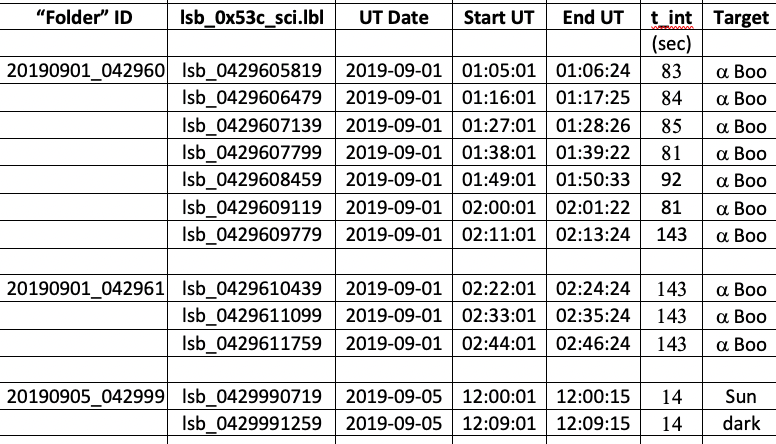 “Folder” ID lsb_0x53c_sci.lbl UT Date Start UT End UT t_int Target
(sec)
20190901_042960 lsb_0429605819 2019-09-01 01:05:01 01:06:24 83 α Boo
lsb_0429606479 2019-09-01 01:16:01 01:17:25 84 α Boo
lsb_0429607139 2019-09-01 01:27:01 01:28:26 85 α Boo
lsb_0429607799 2019-09-01 01:38:01 01:39:22 81 α Boo
lsb_0429608459 2019-09-01 01:49:01 01:50:33 92 α Boo
lsb_0429609119 2019-09-01 02:00:01 02:01:22 81 α Boo
lsb_0429609779 2019-09-01 02:11:01 02:13:24 143 α Boo
20190901_042961 lsb_0429610439 2019-09-01 02:22:01 02:24:24 143 α Boo
lsb_0429611099 2019-09-01 02:33:01 02:35:24 143 α Boo
lsb_0429611759 2019-09-01 02:44:01 02:46:24 143 α Boo
20190905_042999 lsb_0429990719 2019-09-05 12:00:01 12:00:15 14 Sun
lsb_0429991259 2019-09-05 12:09:01 12:09:15 14 dark